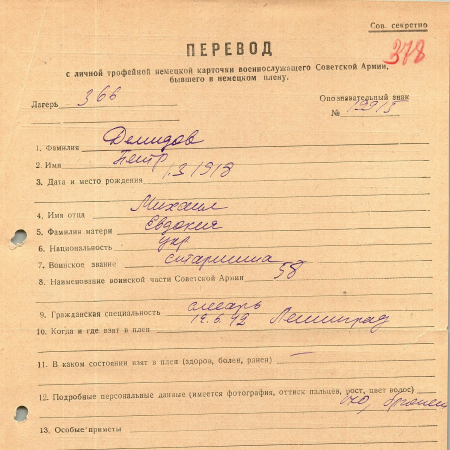 Сов. секретно
378
ПЕРЕВОД
с личной трофейной немецкой карточки военнослужащего Советской Армии,
бывшего в немецком плену.
Лагерь 366
Опознавательный знак
№ 19913
1. Фамилия Демидов
2. Имя Петр
3. Дата и место рождения 1.3 1918
4. Имя отца Михаил
5. Фамилия матери Евдокия
6. Национальность укр
7. Воинское звание старшина
8. Наименование воинской части Советской Армии 58
9. Гражданская специальность слесарь
10. Когда и где взят в плен 19.6.42 Ленинград
11. В каком состоянии взят в плен (здоров, болен, ранен) —
12. Подробные персональные данные (имеется фотография, оттиск пальцев, рост, цвет волос)
170,
13. Особые приметы